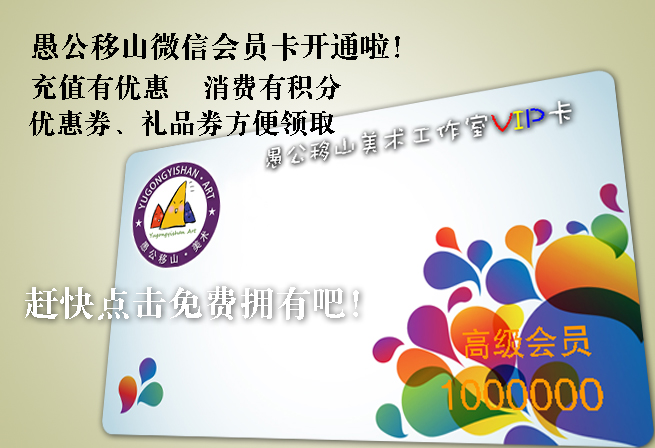 愚公移山微信会员卡开通啦！
充值有优惠 消费有积分
优惠券、礼品券方便领取
愚公移山美术工作室VIP卡
YUGONGYISHAN·ART
Yugongyishan Art
愚公移山·美术
赶快点击免费拥有吧！
高级会员
1000000